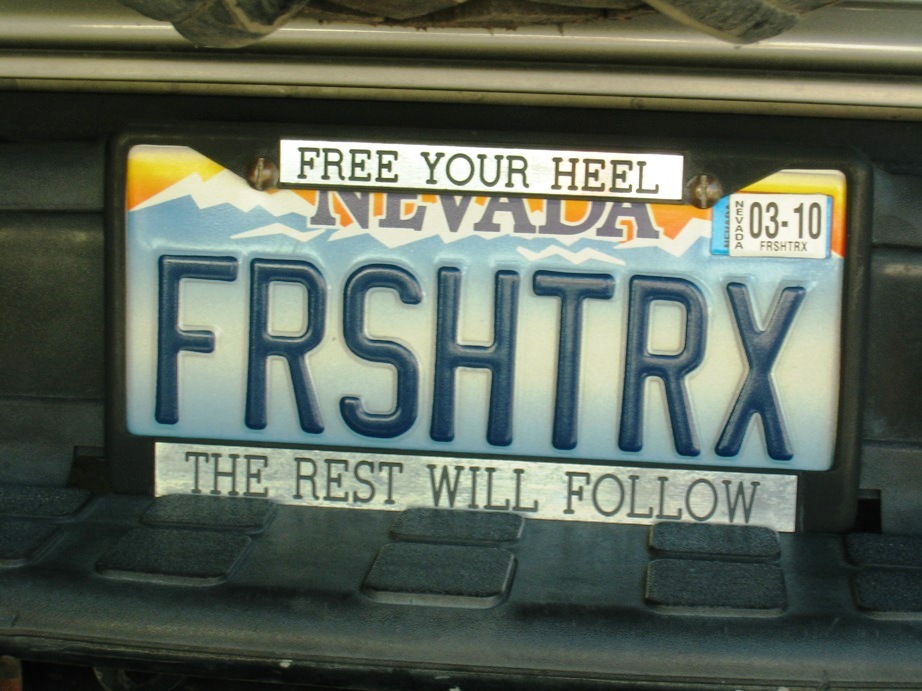 FREE YOUR HEEL
NEVADA
NEVADA
03-10
FRSHTRX
FRSHTRX
THE REST WILL FOLLOW